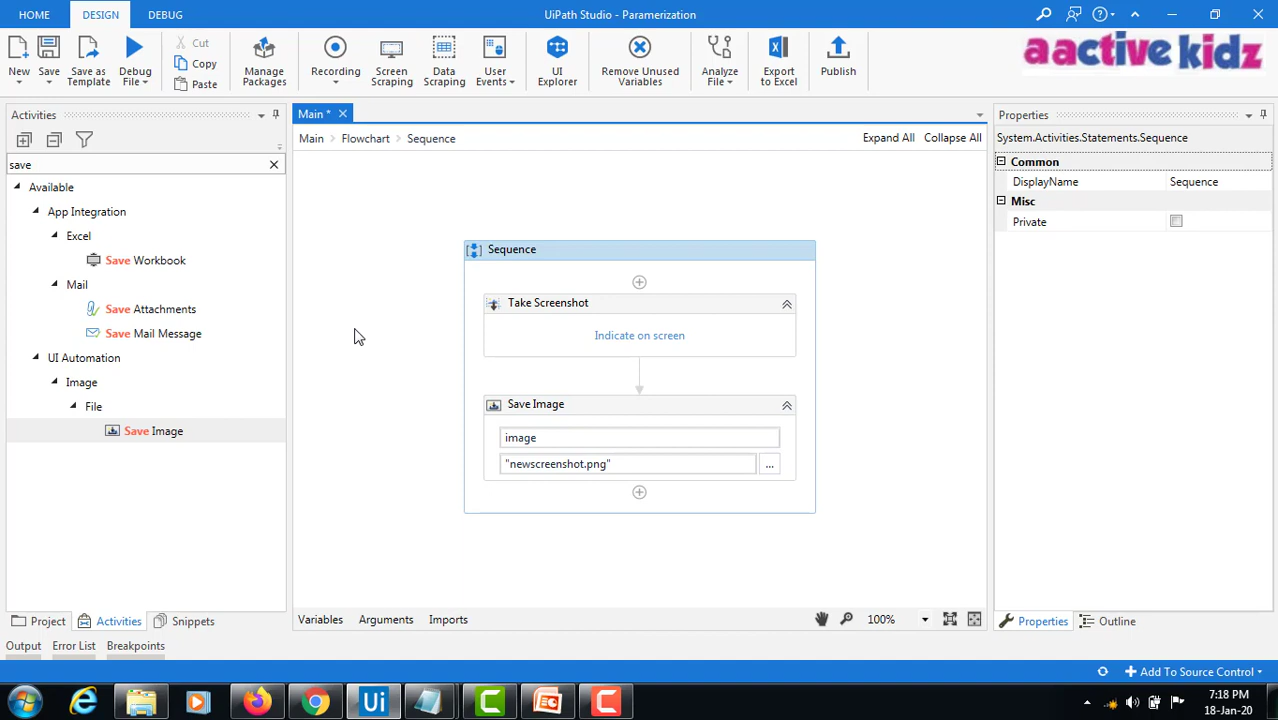 HOME DESIGN DEBUG UiPath Studio - Paramerization
New Save Save as Template Debug File Cut Copy Paste Manage Packages Recording Screen Scraping Data Scraping User Events UI Explorer Remove Unused Variables Analyze File Export to Excel Publish
aactive kidz
Activities
save
Available
App Integration
Excel
Save Workbook
Mail
Save Attachments
Save Mail Message
UI Automation
Image
File
Save Image
Project Activities Snippets
Main *
Main > Flowchart > Sequence Expand All Collapse All
Sequence
Take Screenshot
Indicate on screen
Save Image
image
"newscreenshot.png"
...
Variables Arguments Imports 100%
Properties
System.Activities.Statements.Sequence
Common
DisplayName Sequence
Misc
Private
Properties Outline
Output Error List Breakpoints
Add To Source Control
Ui
7:18 PM
18-Jan-20